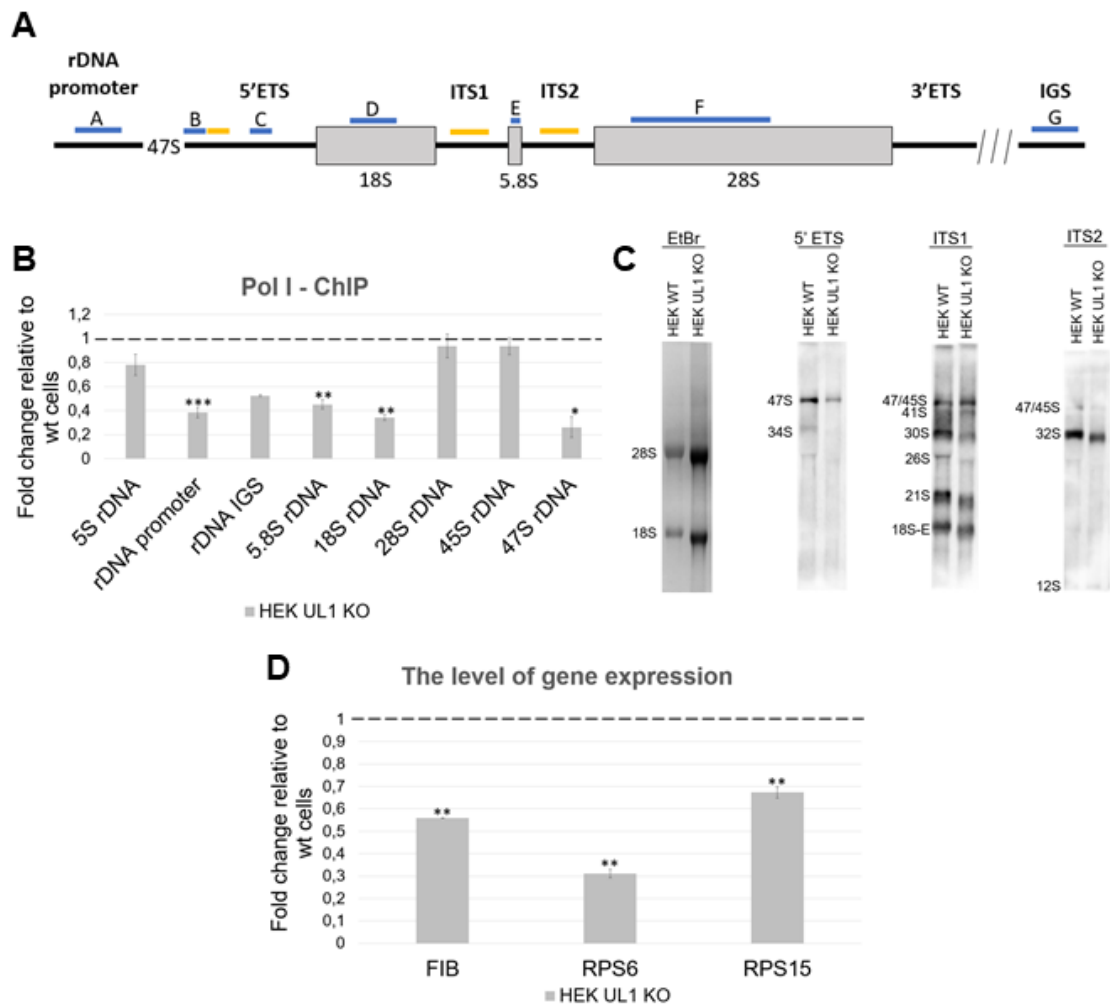 A
rDNA
promoter
5'ETS
ITS1
ITS2
3'ETS
IGS
A
B
C
D
E
F
G
47S
18S
5.8S
28S
B
Pol I - ChIP
Fold change relative to
wt cells
1,2
1
0,8
0,6
0,4
0,2
0
***
**
**
*
5S rDNA
rDNA promoter
rDNA IGS
5.8S rDNA
18S rDNA
28S rDNA
45S rDNA
47S rDNA
HEK UL1 KO
C
EtBr
HEK WT
HEK UL1 KO
28S
18S
5' ETS
HEK WT
HEK UL1 KO
47S
34S
ITS1
HEK WT
HEK UL1 KO
47/45S
41S
30S
26S
21S
18S-E
ITS2
HEK WT
HEK UL1 KO
47/45S
32S
12S
D
The level of gene expression
Fold change relative to
wt cells
1
0,9
0,8
0,7
0,6
0,5
0,4
0,3
0,2
0,1
0
**
**
**
FIB
RPS6
RPS15
HEK UL1 KO